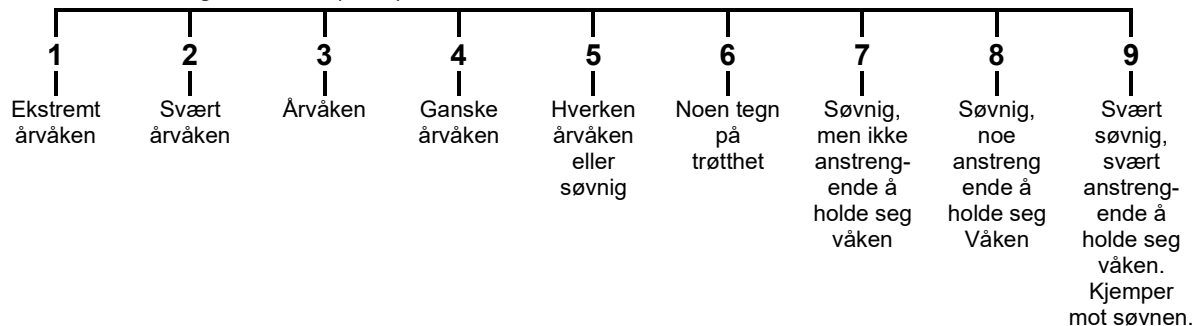 1 2 3 4 5 6 7 8 9
Ekstremt
årvåken
Svært
årvåken
Årvåken
Ganske
årvåken
Hverken
årvåken
eller
søvnig
Noen tegn
på
trøtthet
Søvnig,
men ikke
anstreng-
ende å
holde seg
våken
Søvnig,
noe
anstreng
ende å
holde seg
Våken
Svært
søvnig,
svært
anstreng-
ende å
holde seg
våken.
Kjemper
mot søvnen.